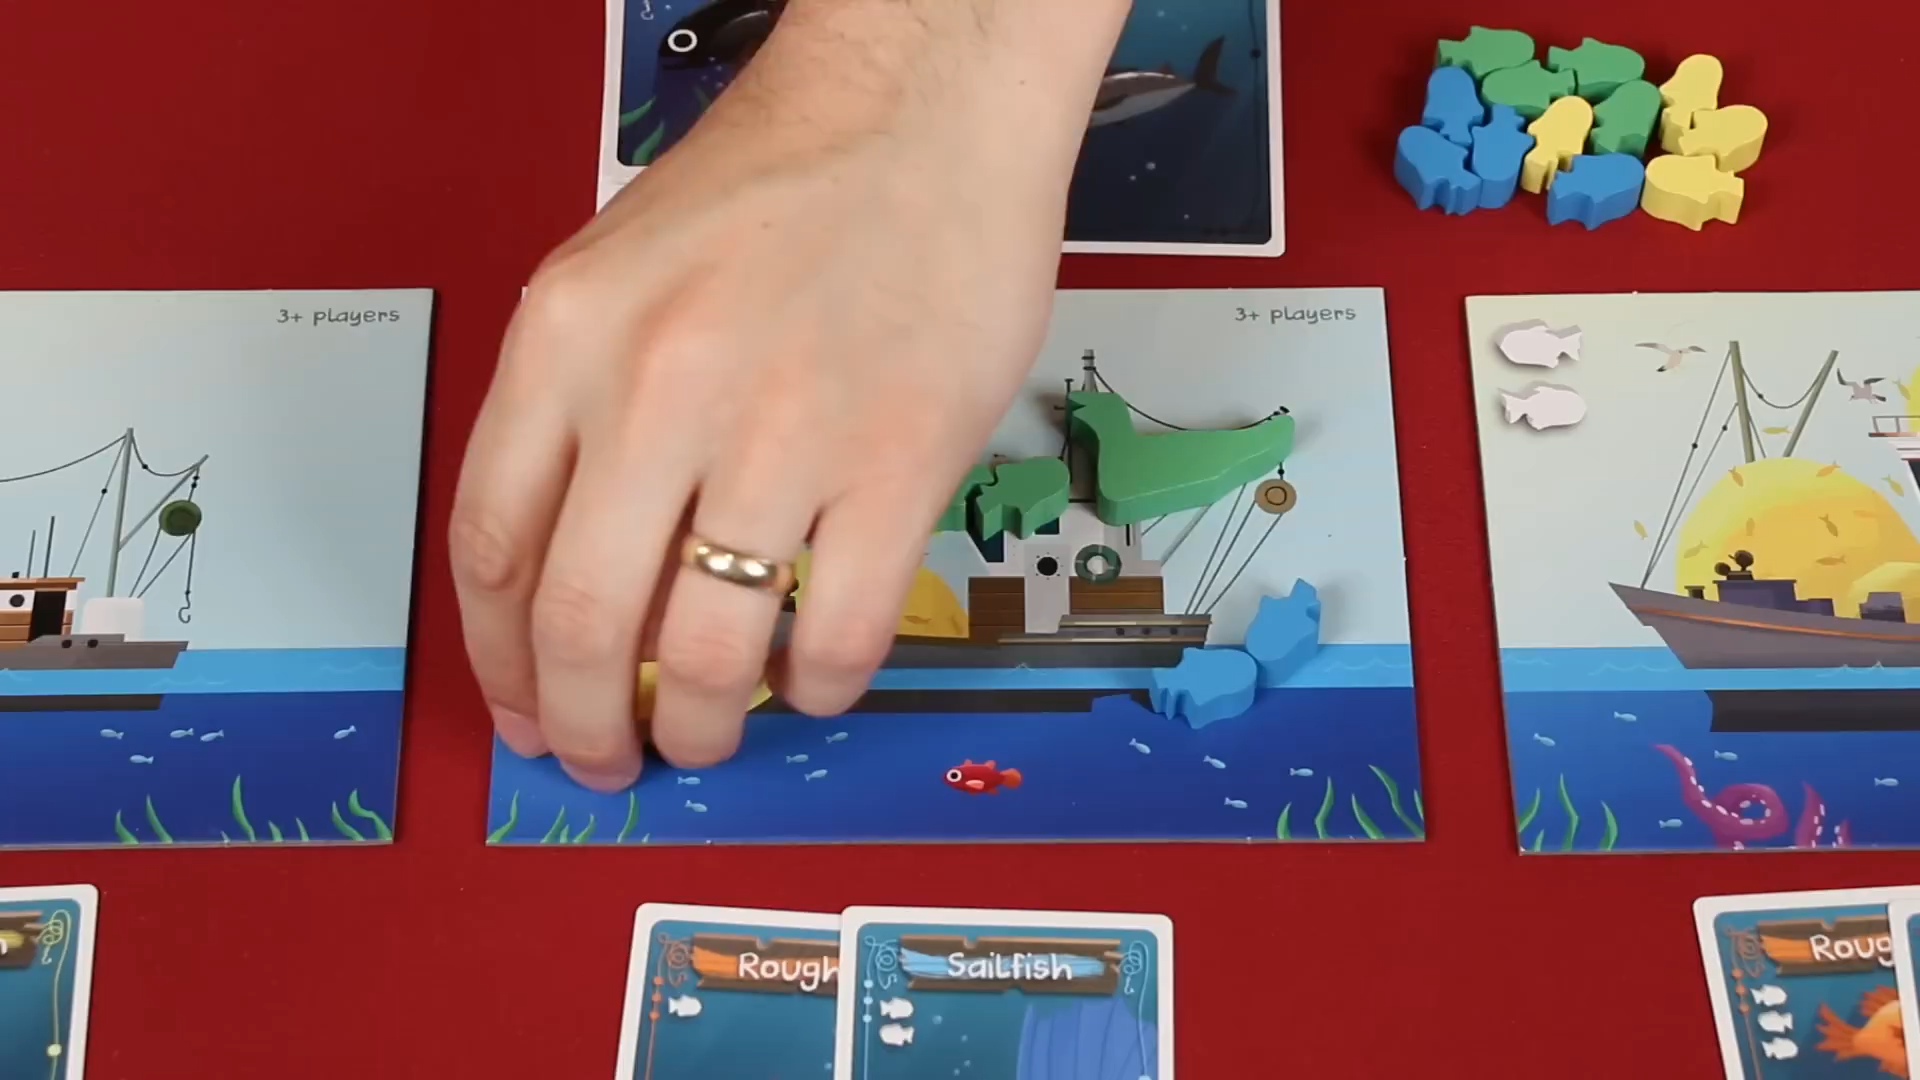 3+ players
3+ players
Rough
Sailfish
Roug